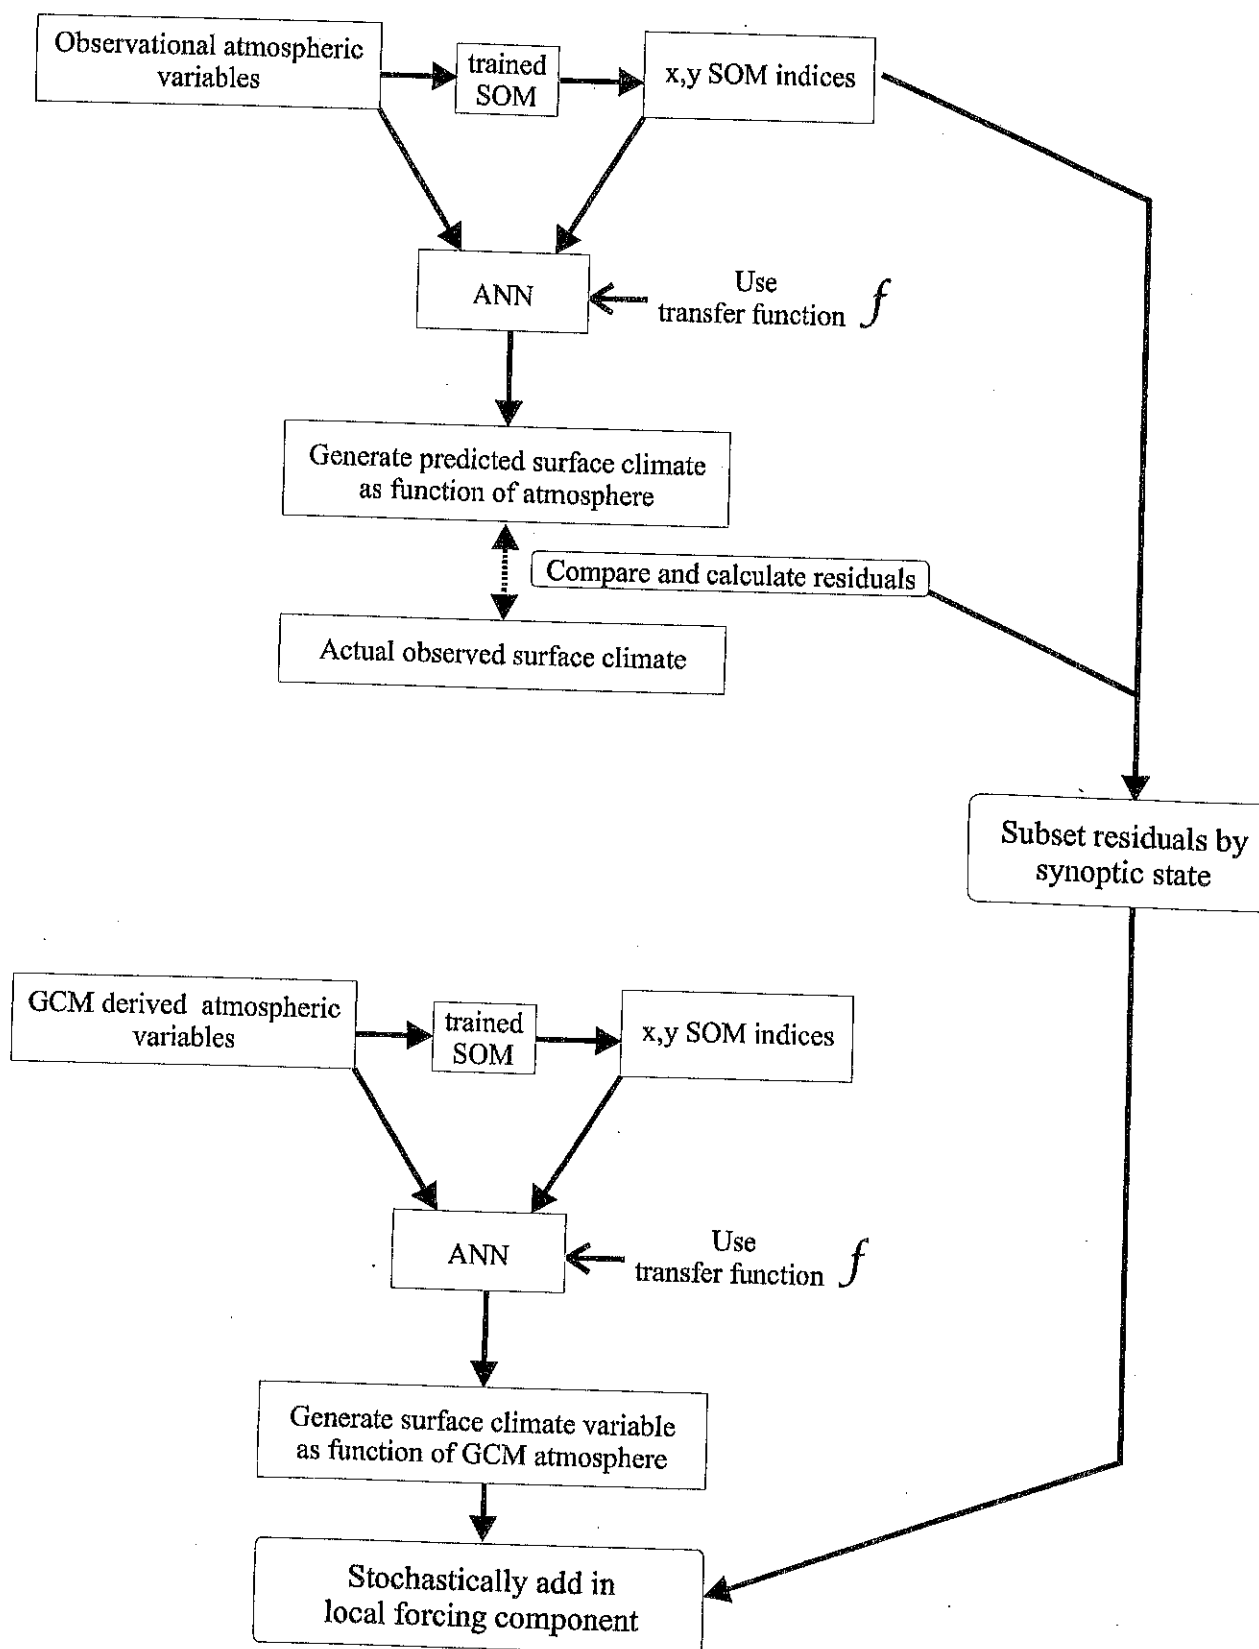 Observational atmospheric
variables
trained
SOM
x,y SOM indices
ANN
Use
transfer function f
Generate predicted surface climate
as function of atmosphere
Compare and calculate residuals
Actual observed surface climate
Subset residuals by
synoptic state
GCM derived atmospheric
variables
trained
SOM
x,y SOM indices
ANN
Use
transfer function f
Generate surface climate variable
as function of GCM atmosphere
Stochastically add in
local forcing component